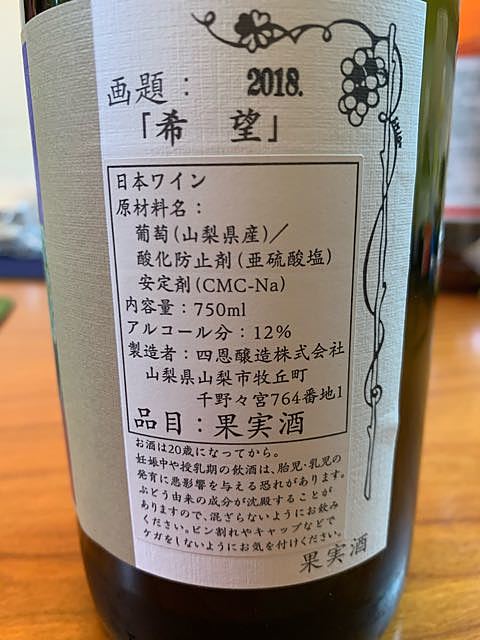 画題： 2018.
「希 望」
日本ワイン
原材料名：
葡萄(山梨県産)／
酸化防止剤(亜硫酸塩)
安定剤(CMC-Na)
内容量：750ml
アルコール分：12%
製造者：四恩醸造株式会社
山梨県山梨市牧丘町
千野々宮764番地1
品目：果実酒
お酒は20歳になってから。
妊娠中や授乳期の飲酒は、胎児・乳児の
発育に悪影響を与える恐れがあります。
ぶどう由来の成分が沈殿することが
ありますので、混ざらないようにお飲み
ください。ビン割れやキャップなどで
ケガをしないようにお気を付けください。
果実酒